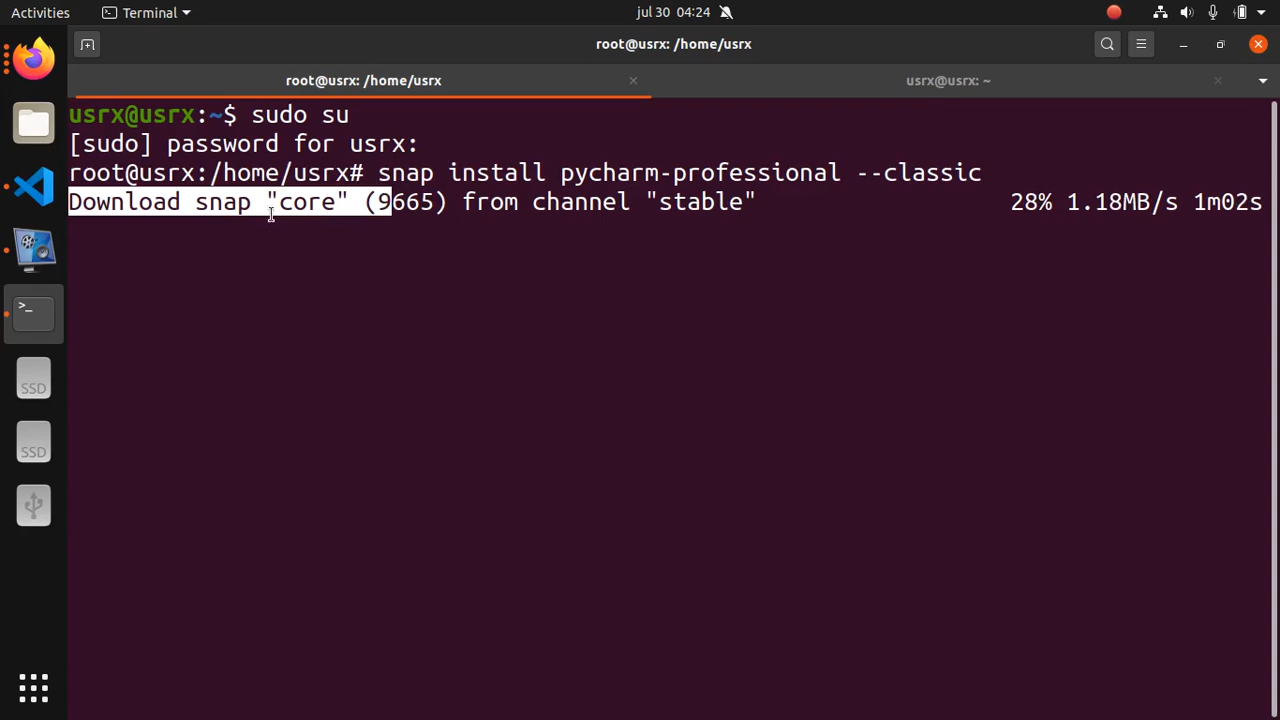 Activities
Terminal
jul 30 04:24
root@usrx: /home/usrx
root@usrx: /home/usrx
usrx@usrx: ~
usrx@usrx:~$ sudo su
[sudo] password for usrx:
root@usrx:/home/usrx# snap install pycharm-professional --classic
Download snap "core" (9665) from channel "stable" 28% 1.18MB/s 1m02s
>_
SSD
SSD